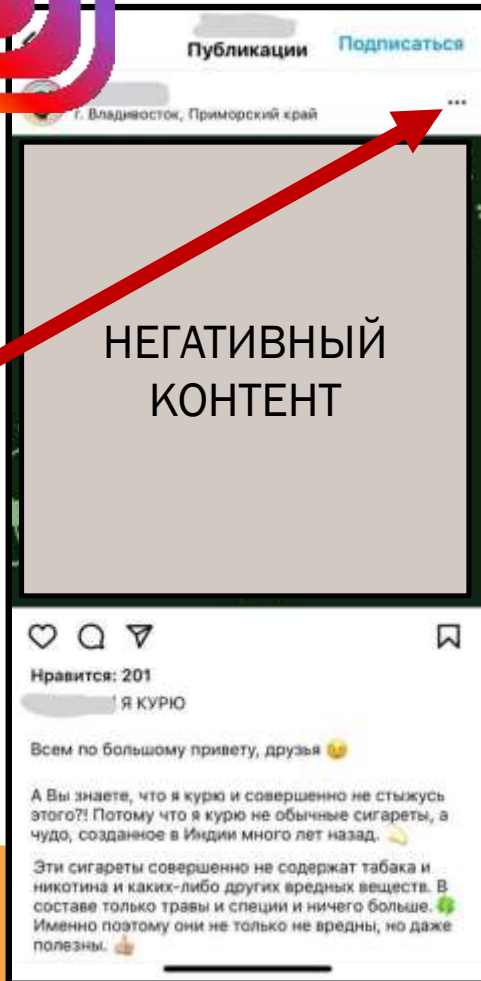 Публикации
Подписаться
г. Владивосток, Приморский край
НЕГАТИВНЫЙ
КОНТЕНТ
Нравится: 201
Я КУРЮ
Всем по большому привету, друзья 😉
А Вы знаете, что я курю и совершенно не стыжусь
этого?! Потому что я курю не обычные сигареты, а
чудо, созданное в Индии много лет назад. 💫
Эти сигареты совершенно не содержат табака и
никотина и каких-либо других вредных веществ. В
составе только травы и специи и ничего больше. 🍀
Именно поэтому они не только не вредны, но даже
полезны. 👍